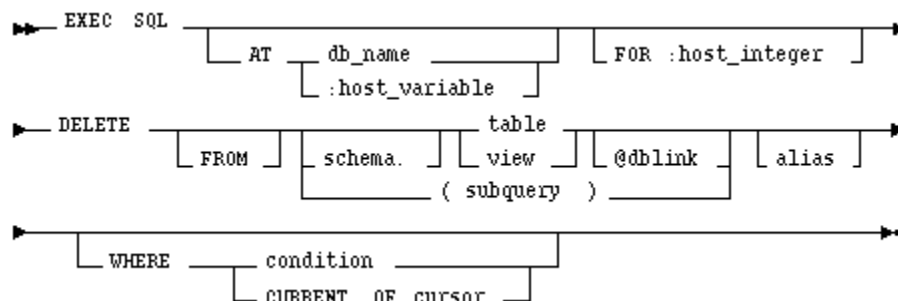 EXEC SQL
AT db_name FOR :host_integer
:host_variable
DELETE table
FROM schema. view @dblink alias
( subquery )
WHERE condition
CURRENT OF cursor